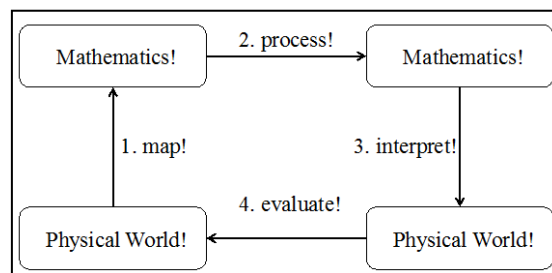 Mathematics!
2. process!
Mathematics!
1. map!
3. interpret!
Physical World!
4. evaluate!
Physical World!